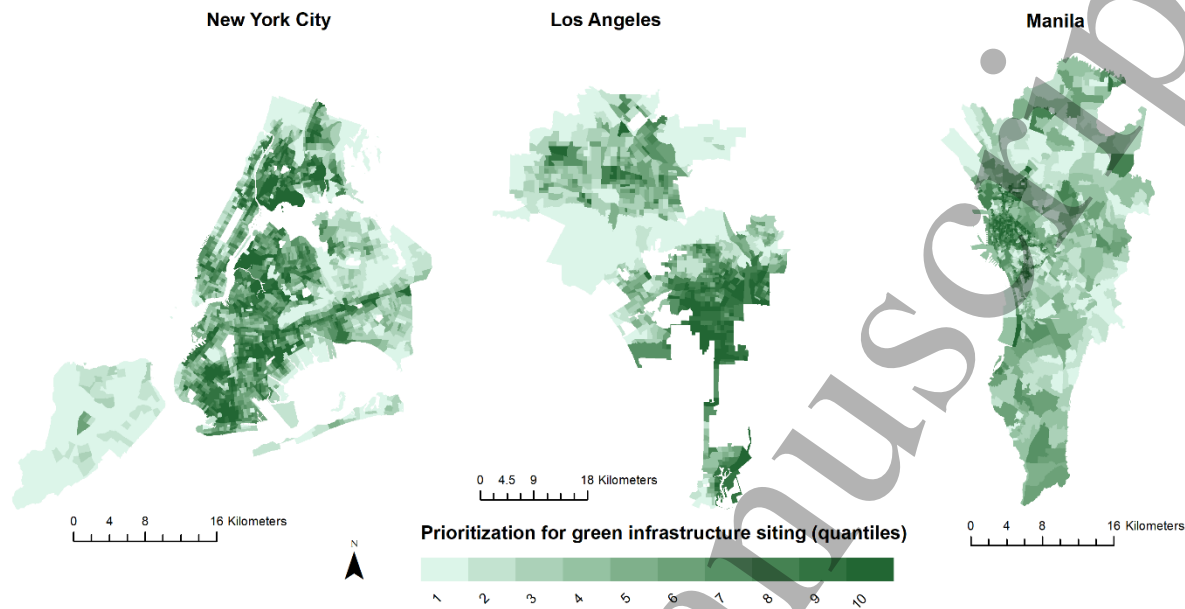 New York City
Los Angeles
Manila
0 4.5 9 18 Kilometers
0 4 8 16 Kilometers
0 4 8 16 Kilometers
N
Prioritization for green infrastructure siting (quantiles)
1 2 3 4 5 6 7 8 9 10
nuscrip